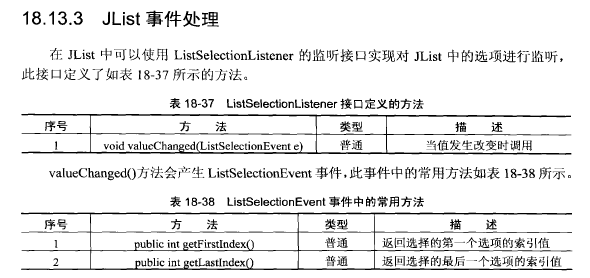 18.13.3 JList 事件处理
在 JList 中可以使用 ListSelectionListener 的监听接口实现对 JList 中的选项进行监听，
此接口定义了如表 18-37 所示的方法。
表 18-37 ListSelectionListener 接口定义的方法
序号 方 法 类型 描 述
1 void valueChanged(ListSelectionEvent e) 普通 当值发生改变时调用
valueChanged()方法会产生 ListSelectionEvent 事件，此事件中的常用方法如表 18-38 所示。
表 18-38 ListSelectionEvent 事件中的常用方法
序号 方 法 类型 描 述
1 public int getFirstIndex() 普通 返回选择的第一个选项的索引值
2 public int getLastIndex() 普通 返回选择的最后一个选项的索引值